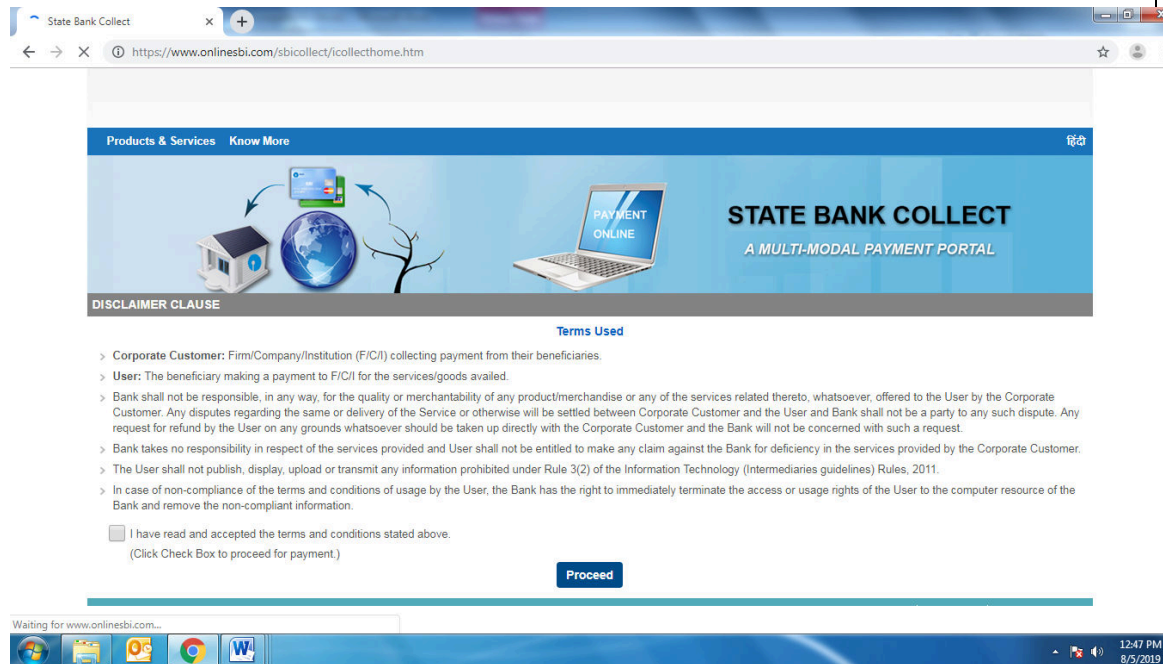 State Bank Collect
https://www.onlinesbi.com/sbicollect/icollecthome.htm
Products & Services Know More हिंदी
PAYMENT
ONLINE
STATE BANK COLLECT
A MULTI-MODAL PAYMENT PORTAL
DISCLAIMER CLAUSE
Terms Used
Corporate Customer: Firm/Company/Institution (F/C/I) collecting payment from their beneficiaries.
User: The beneficiary making a payment to F/C/I for the services/goods availed.
Bank shall not be responsible, in any way, for the quality or merchantability of any product/merchandise or any of the services related thereto, whatsoever, offered to the User by the Corporate
Customer. Any disputes regarding the same or delivery of the Service or otherwise will be settled between Corporate Customer and the User and Bank shall not be a party to any such dispute. Any
request for refund by the User on any grounds whatsoever should be taken up directly with the Corporate Customer and the Bank will not be concerned with such a request.
Bank takes no responsibility in respect of the services provided and User shall not be entitled to make any claim against the Bank for deficiency in the services provided by the Corporate Customer.
The User shall not publish, display, upload or transmit any information prohibited under Rule 3(2) of the Information Technology (Intermediaries guidelines) Rules, 2011.
In case of non-compliance of the terms and conditions of usage by the User, the Bank has the right to immediately terminate the access or usage rights of the User to the computer resource of the
Bank and remove the non-compliant information.
I have read and accepted the terms and conditions stated above.
(Click Check Box to proceed for payment.)
Proceed
Waiting for www.onlinesbi.com...
12:47 PM
8/5/2019